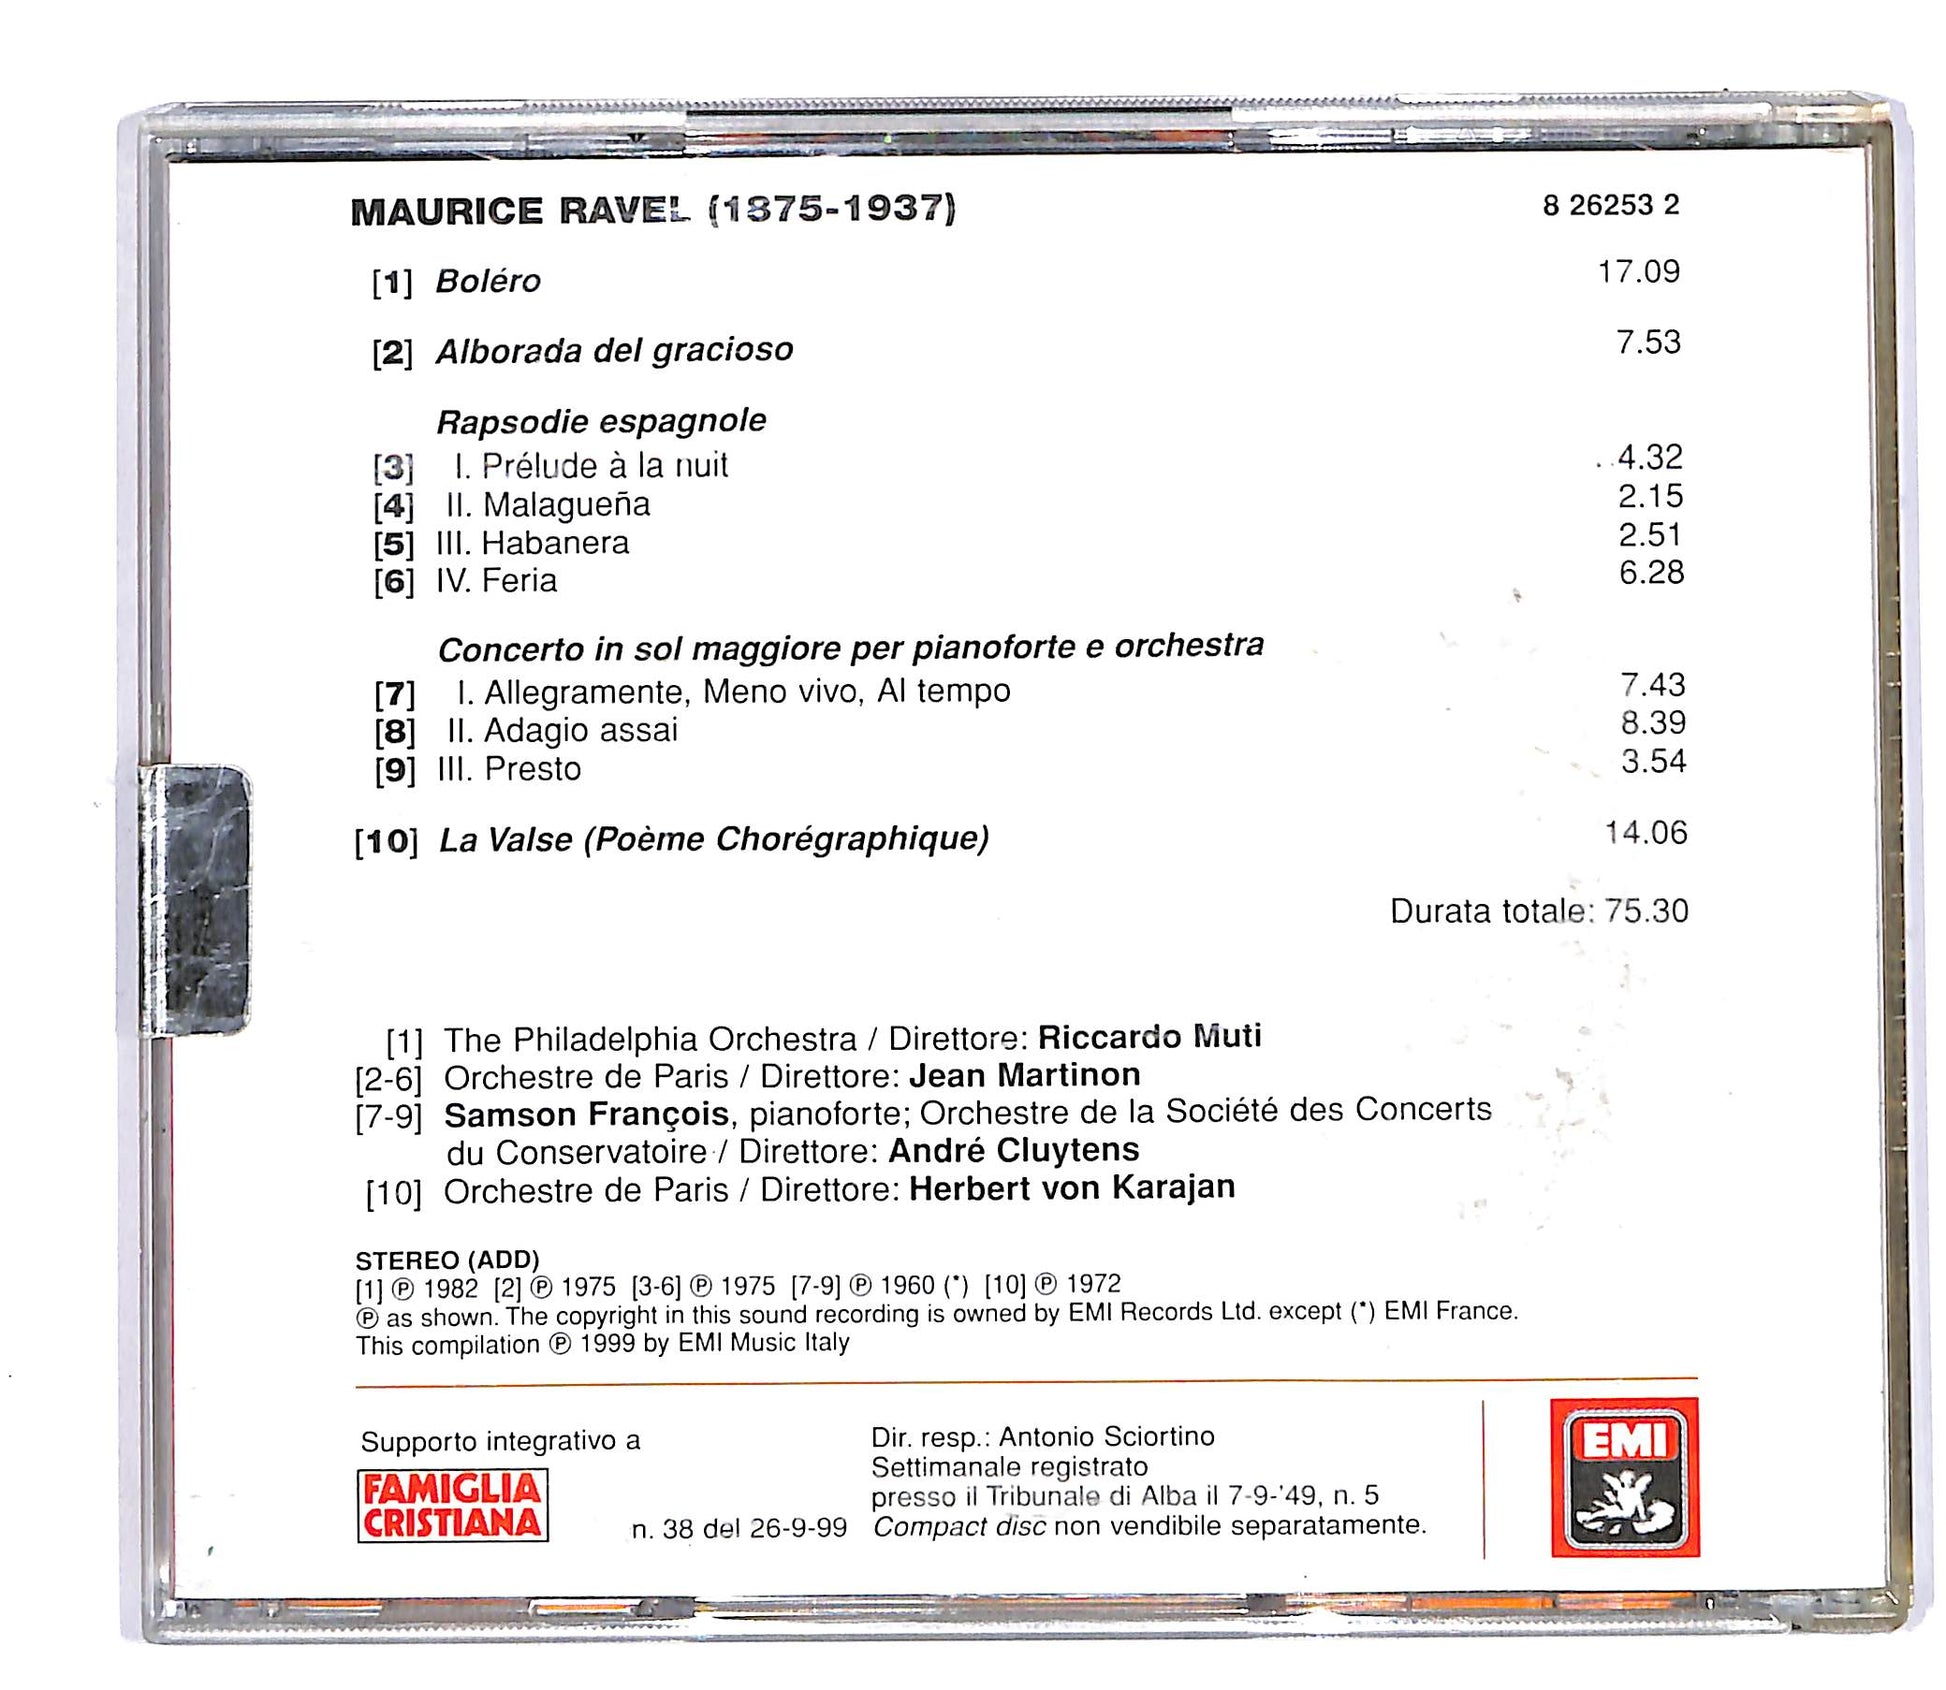 MAURICE RAVEL (1875-1937) 8 26253 2
[1] Boléro 17.09
[2] Alborada del gracioso 7.53
Rapsodie espagnole
[3] I. Prélude à la nuit 4.32
[4] II. Malagueña 2.15
[5] III. Habanera 2.51
[6] IV. Feria 6.28
Concerto in sol maggiore per pianoforte e orchestra
[7] I. Allegramente, Meno vivo, Al tempo 7.43
[8] II. Adagio assai 8.39
[9] III. Presto 3.54
[10] La Valse (Poème Chorégraphique) 14.06
Durata totale: 75.30
[1] The Philadelphia Orchestra / Direttore: Riccardo Muti
[2-6] Orchestre de Paris / Direttore: Jean Martinon
[7-9] Samson François, pianoforte; Orchestre de la Société des Concerts
du Conservatoire / Direttore: André Cluytens
[10] Orchestre de Paris / Direttore: Herbert von Karajan
STEREO (ADD)
[1] ℗ 1982 [2] ℗ 1975 [3-6] ℗ 1975 [7-9] ℗ 1960 (*) [10] ℗ 1972
℗ as shown. The copyright in this sound recording is owned by EMI Records Ltd. except (*) EMI France.
This compilation ℗ 1999 by EMI Music Italy
Supporto integrativo a
FAMIGLIA
CRISTIANA
n. 38 del 26-9-99
Dir. resp.: Antonio Sciortino
Settimanale registrato
presso il Tribunale di Alba il 7-9-'49, n. 5
Compact disc non vendibile separatamente.
EMI